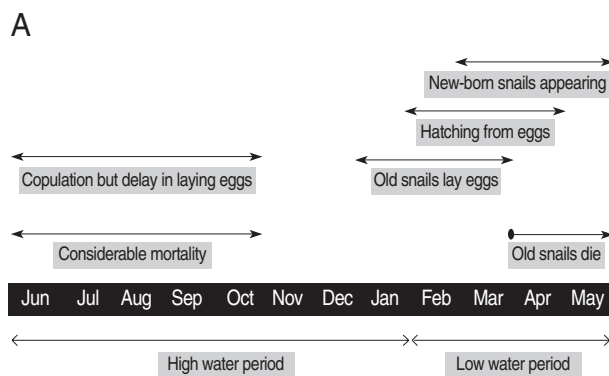 A
New-born snails appearing
Hatching from eggs
Copulation but delay in laying eggs
Old snails lay eggs
Considerable mortality
Old snails die
Jun Jul Aug Sep Oct Nov Dec Jan Feb Mar Apr May
High water period
Low water period